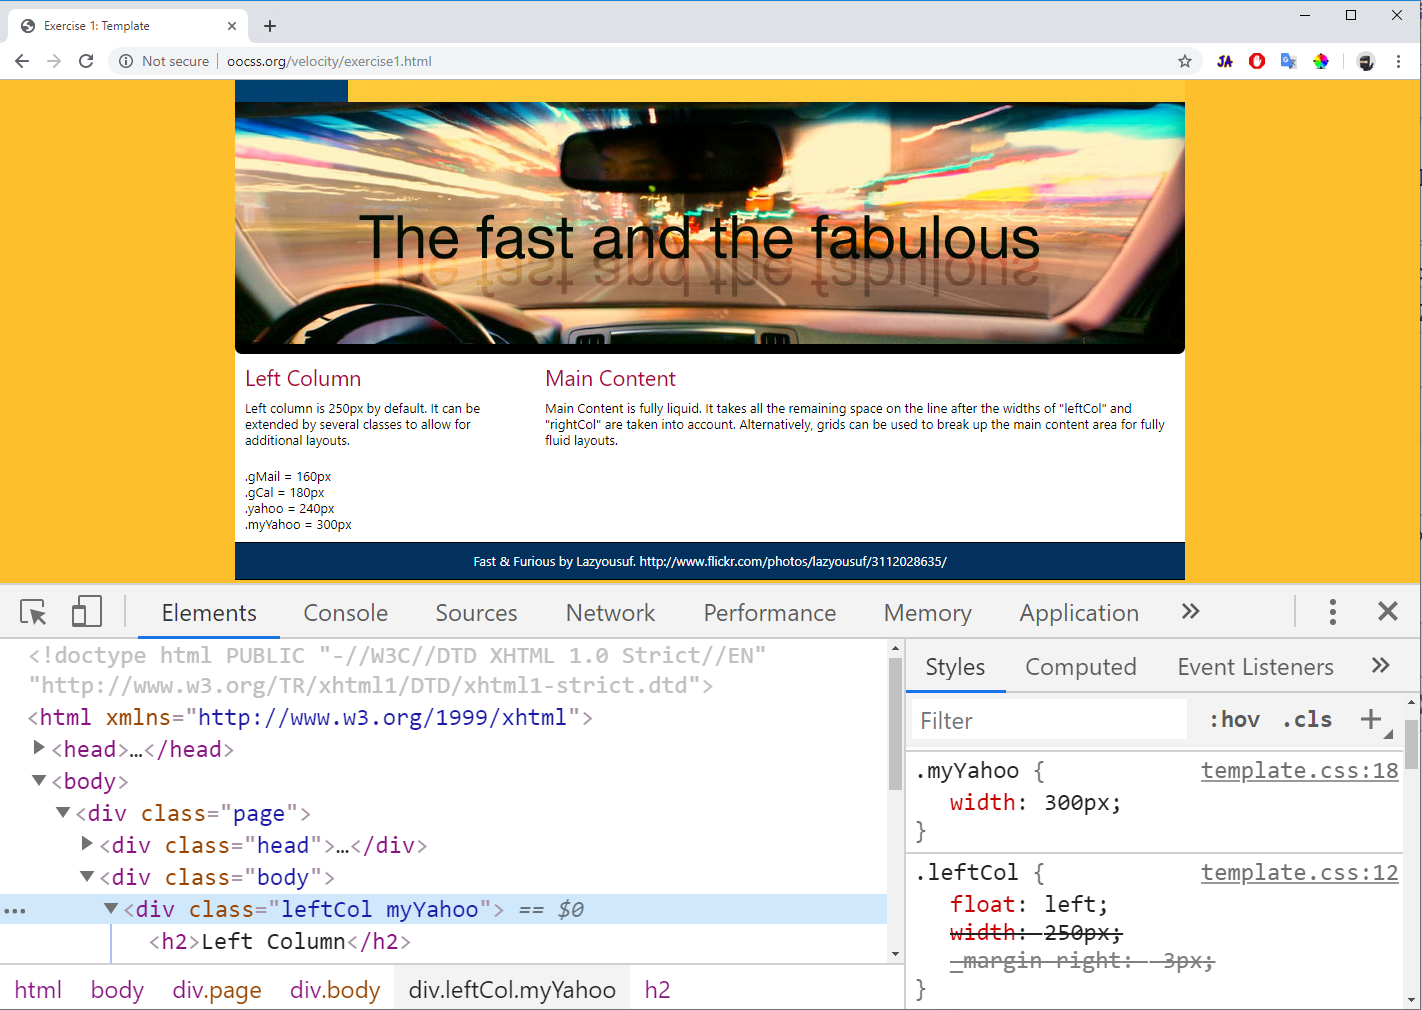 Exercise 1: Template
Not secure
oocss.org/velocity/exercise1.html
JA
The fast and the fabulous
Left Column
Left column is 250px by default. It can be
extended by several classes to allow for
additional layouts.
.gMail = 160px
.gCal = 180px
.yahoo = 240px
.myYahoo = 300px
Main Content
Main Content is fully liquid. It takes all the remaining space on the line after the widths of "leftCol" and
"rightCol" are taken into account. Alternatively, grids can be used to break up the main content area for fully
fluid layouts.
Fast & Furious by Lazyousuf. http://www.flickr.com/photos/lazyousuf/3112028635/
Elements Console Sources Network Performance Memory Application
<!doctype html PUBLIC "-//W3C//DTD XHTML 1.0 Strict//EN"
"http://www.w3.org/TR/xhtml1/DTD/xhtml1-strict.dtd">
<html xmlns="http://www.w3.org/1999/xhtml">
<head>…</head>
<body>
<div class="page">
<div class="head">…</div>
<div class="body">
<div class="leftCol myYahoo"> == $0
<h2>Left Column</h2>
html body div.page div.body div.leftCol.myYahoo h2
Styles Computed Event Listeners
Filter :hov .cls
.myYahoo { template.css:18
width: 300px;
}
.leftCol { template.css:12
float: left;
width: 250px;
_margin-right: -3px;
}